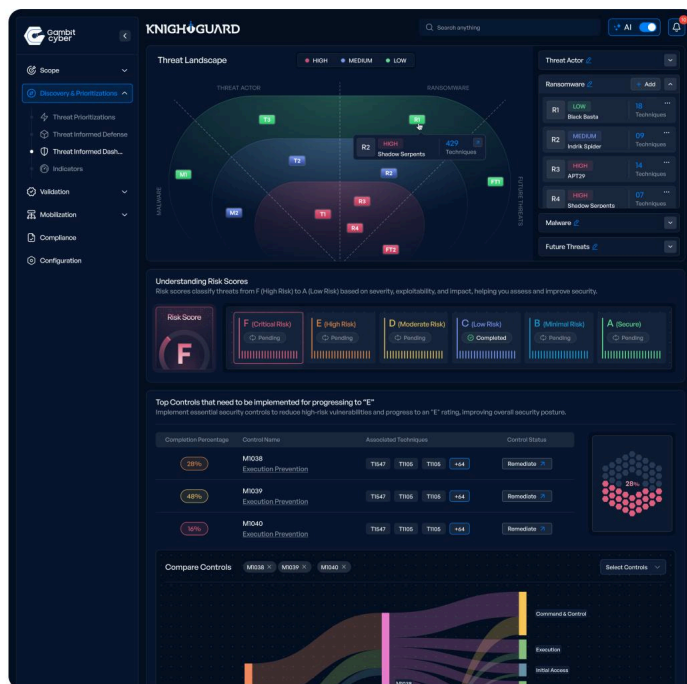 Gambit
cyber
KNIGHGUARD
Search anything
AI
Scope
Discovery & Prioritizations
Threat Prioritizations
Threat Informed Defense
Threat Informed Dash...
Indicators
Validation
Mobilization
Compliance
Configuration
Threat Landscape
HIGH
MEDIUM
LOW
THREAT ACTOR
RANSOMWARE
MALWARE
FUTURE THREATS
T3
R1
T2
R2
M1
FT1
R3
M2
T1
R4
FT2
R2
HIGH
Shadow Serpents
429
Techniques
Threat Actor
Ransomware
+ Add
R1
LOW
Black Basta
18
Techniques
R2
MEDIUM
Indrik Spider
09
Techniques
R3
HIGH
APT29
14
Techniques
R4
HIGH
Shadow Serpents
07
Techniques
Malware
Future Threats
Understanding Risk Scores
Risk scores classify threats from F (High Risk) to A (Low Risk) based on severity, exploitability, and impact, helping you assess and improve security.
Risk Score
F
F (Critical Risk)
Pending
E (High Risk)
Pending
D (Moderate Risk)
Pending
C (Low Risk)
Completed
B (Minimal Risk)
Pending
A (Secure)
Pending
Top Controls that need to be implemented for progressing to "E"
Implement essential security controls to reduce high-risk vulnerabilities and progress to an "E" rating, improving overall security posture.
Completion Percentage Control Name Associated Techniques Control Status
28%
M1038
Execution Prevention
T1547 T1105 T1105 +64
Remediate
48%
M1039
Execution Prevention
T1547 T1105 T1105 +64
Remediate
16%
M1040
Execution Prevention
T1547 T1105 T1105 +64
Remediate
28%
Compare Controls
M1038 ×
M1039 ×
M1040 ×
Select Controls
Command & Control
Execution
Initial Access
M1038